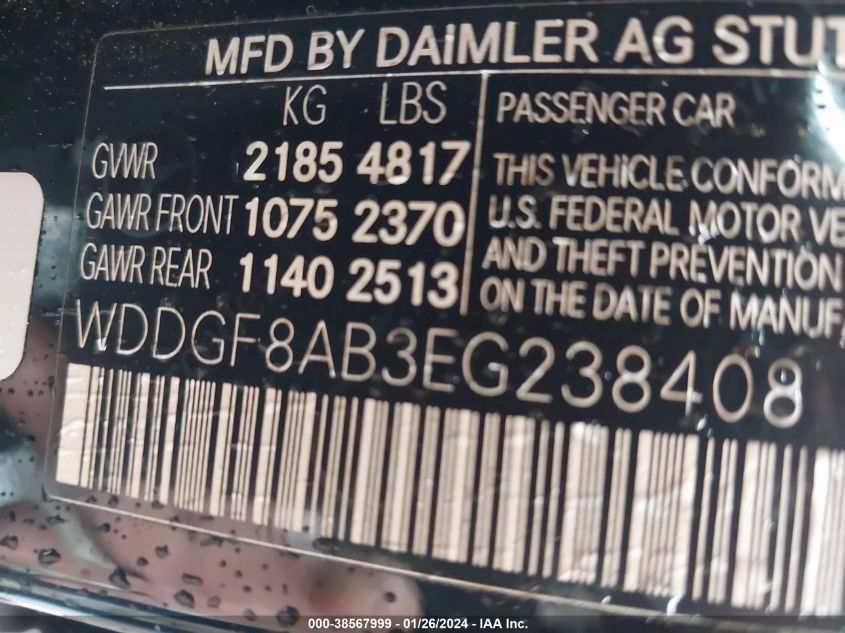 MFD BY DAIMLER AG STUT
KG LBS
GVWR 2185 4817
GAWR FRONT 1075 2370
GAWR REAR 1140 2513
PASSENGER CAR
THIS VEHICLE CONFORM
U.S. FEDERAL MOTOR VE
AND THEFT PREVENTION
ON THE DATE OF MANUFA
WDDGF8AB3EG238408
000-38567999 - 01/26/2024 - IAA Inc.